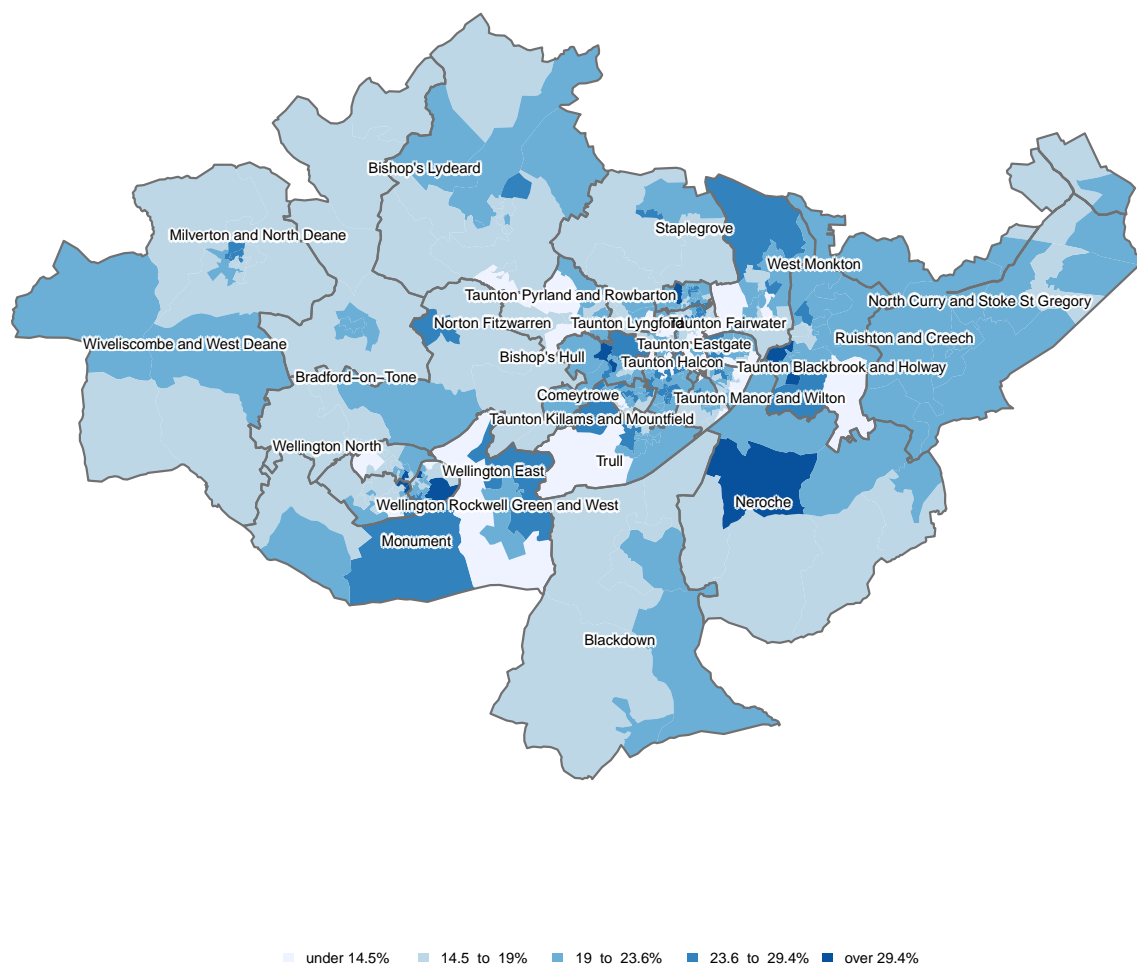 Bishop's Lydeard
Staplegrove
Milverton and North Deane
West Monkton
Taunton Pyrland and Rowbarton
North Curry and Stoke St Gregory
Norton Fitzwarren
Taunton Lyngford
Taunton Fairwater
Ruishton and Creech
Wiveliscombe and West Deane
Taunton Eastgate
Bishop's Hull
Taunton Halcon
Taunton Blackbrook and Holway
Bradford-on-Tone
Comeytrowe
Taunton Manor and Wilton
Taunton Killams and Mountfield
Wellington North
Trull
Wellington East
Neroche
Wellington Rockwell Green and West
Monument
Blackdown
under 14.5% 14.5 to 19% 19 to 23.6% 23.6 to 29.4% over 29.4%